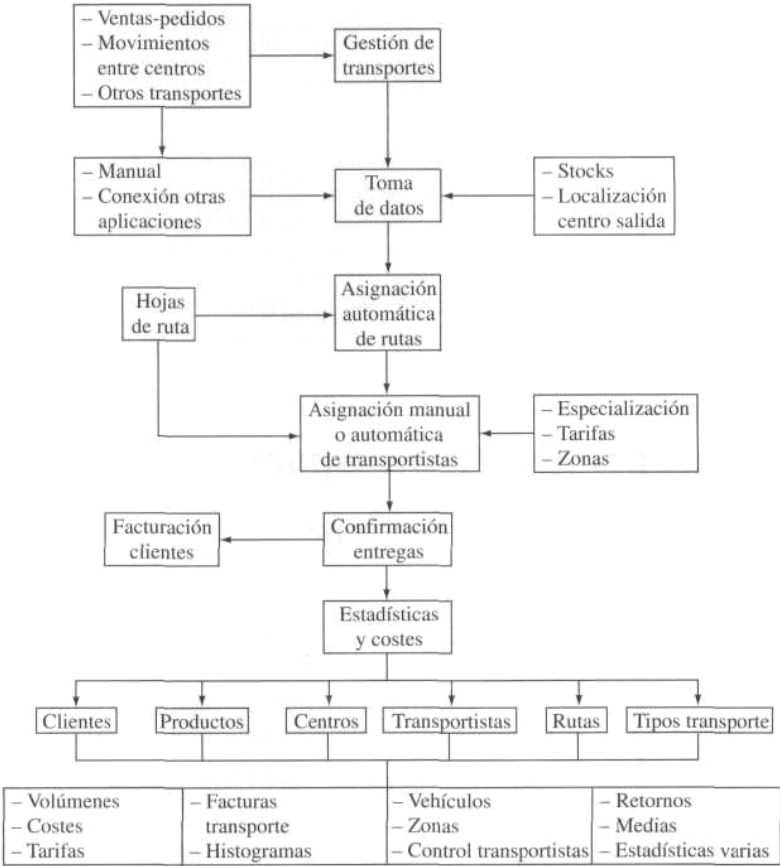 – Ventas-pedidos
– Movimientos
entre centros
– Otros transportes
Gestión de
transportes
– Manual
– Conexión otras
aplicaciones
Toma
de datos
– Stocks
– Localización
centro salida
Hojas
de ruta
Asignación
automática
de rutas
Asignación manual
o automática
de transportistas
– Especialización
– Tarifas
– Zonas
Facturación
clientes
Confirmación
entregas
Estadísticas
y costes
Clientes
Productos
Centros
Transportistas
Rutas
Tipos transporte
– Volúmenes
– Costes
– Tarifas
– Facturas
transporte
– Histogramas
– Vehículos
– Zonas
– Control transportistas
– Retornos
– Medias
– Estadísticas varias